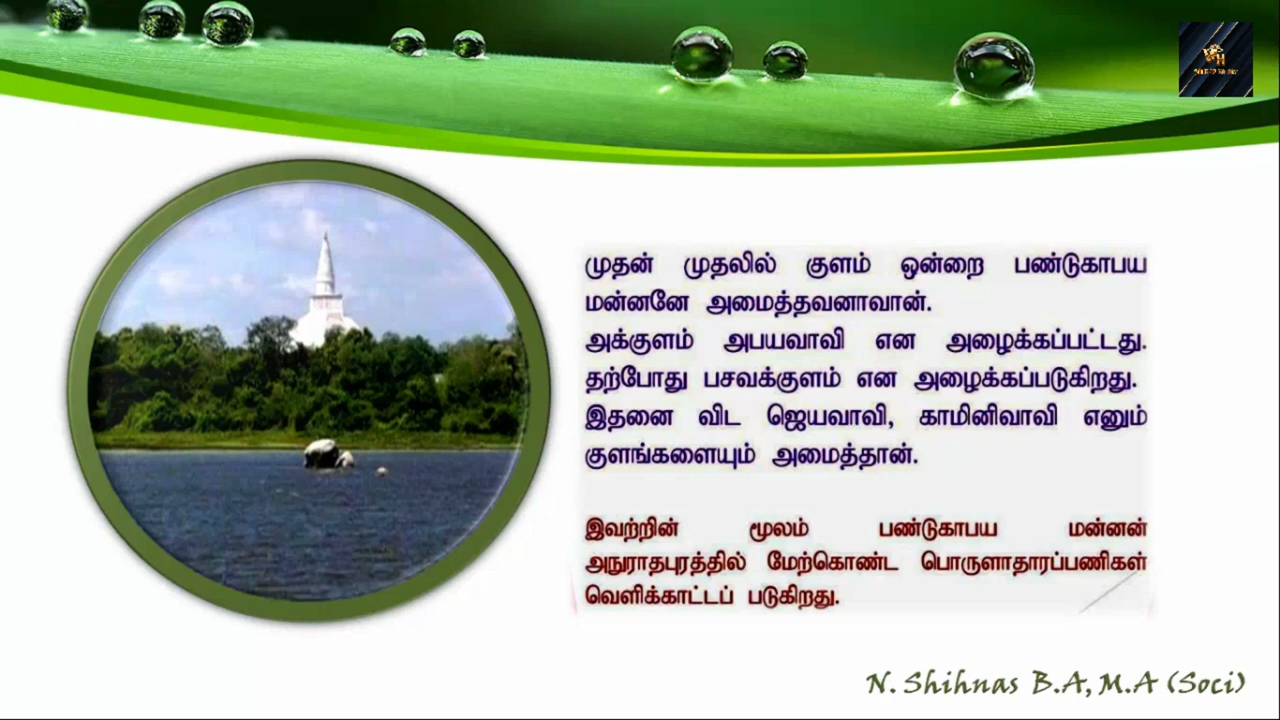 முதன் முதலில் குளம் ஒன்றை பண்டுகாபய
மன்னனே அமைத்தவனாவான்.
அக்குளம் அபயவாவி என அழைக்கப்பட்டது.
தற்போது பசவக்குளம் என அழைக்கப்படுகிறது.
இதனை விட ஜெயவாவி, காமினிவாவி எனும்
குளங்களையும் அமைத்தான்.
இவற்றின் மூலம் பண்டுகாபய மன்னன்
அநுராதபுரத்தில் மேற்கொண்ட பொருளாதாரப்பணிகள்
வெளிக்காட்டப் படுகிறது.
N. Shihnas B.A, M.A (Soci)